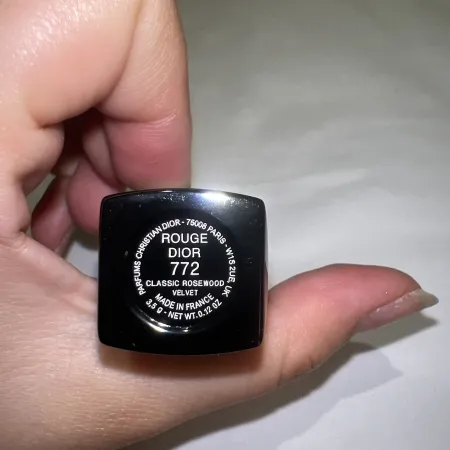 PARFUMS CHRISTIAN DIOR - 75008 PARIS - W1S 2UE, UK
ROUGE
DIOR
772
CLASSIC ROSEWOOD
VELVET
MADE IN FRANCE
3,5 g - NET WT. 0.12 OZ